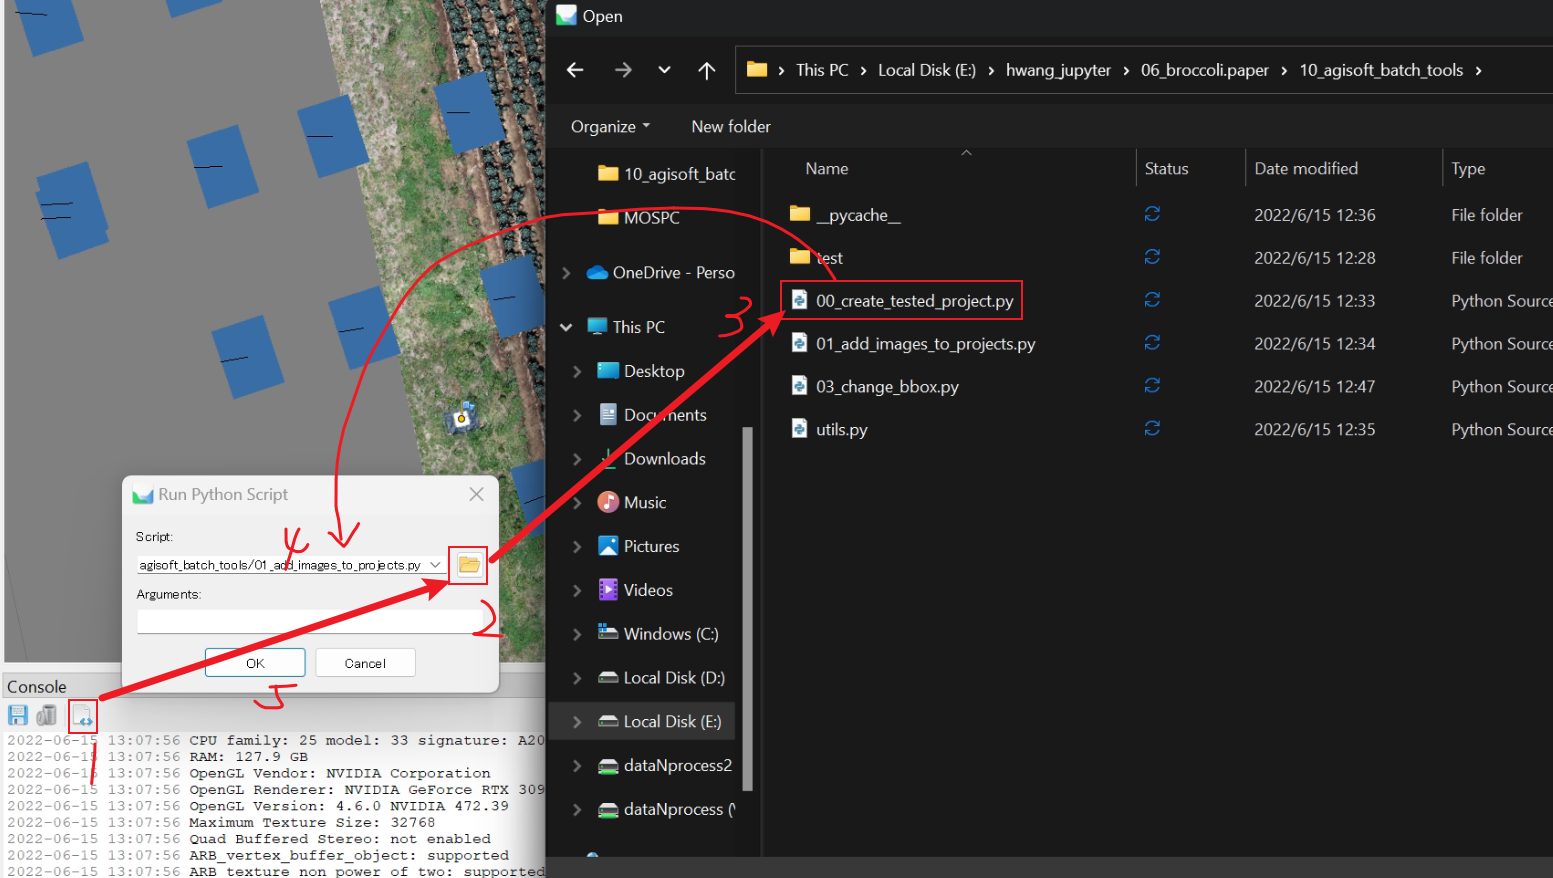 Open
This PC
Local Disk (E:)
hwang_jupyter
06_broccoli.paper
10_agisoft_batch_tools
Organize
New folder
Name
Status
Date modified
Type
10_agisoft_batc
MOSPC
OneDrive - Perso
This PC
Desktop
Documents
Downloads
Music
Pictures
Videos
Windows (C:)
Local Disk (D:)
Local Disk (E:)
dataNprocess2
dataNprocess (
__pycache__ 2022/6/15 12:36 File folder
test 2022/6/15 12:28 File folder
00_create_tested_project.py 2022/6/15 12:33 Python Source
01_add_images_to_projects.py 2022/6/15 12:34 Python Source
03_change_bbox.py 2022/6/15 12:47 Python Source
utils.py 2022/6/15 12:35 Python Source
3
Run Python Script
Script:
4
agisoft_batch_tools/01_add_images_to_projects.py
Arguments:
2
OK
Cancel
5
Console
1
2022-06-15 13:07:56 CPU family: 25 model: 33 signature: A20
2022-06-15 13:07:56 RAM: 127.9 GB
2022-06-15 13:07:56 OpenGL Vendor: NVIDIA Corporation
2022-06-15 13:07:56 OpenGL Renderer: NVIDIA GeForce RTX 309
2022-06-15 13:07:56 OpenGL Version: 4.6.0 NVIDIA 472.39
2022-06-15 13:07:56 Maximum Texture Size: 32768
2022-06-15 13:07:56 Quad Buffered Stereo: not enabled
2022-06-15 13:07:56 ARB_vertex_buffer_object: supported
2022-06-15 13:07:56 ARB_texture_non_power_of_two: supported